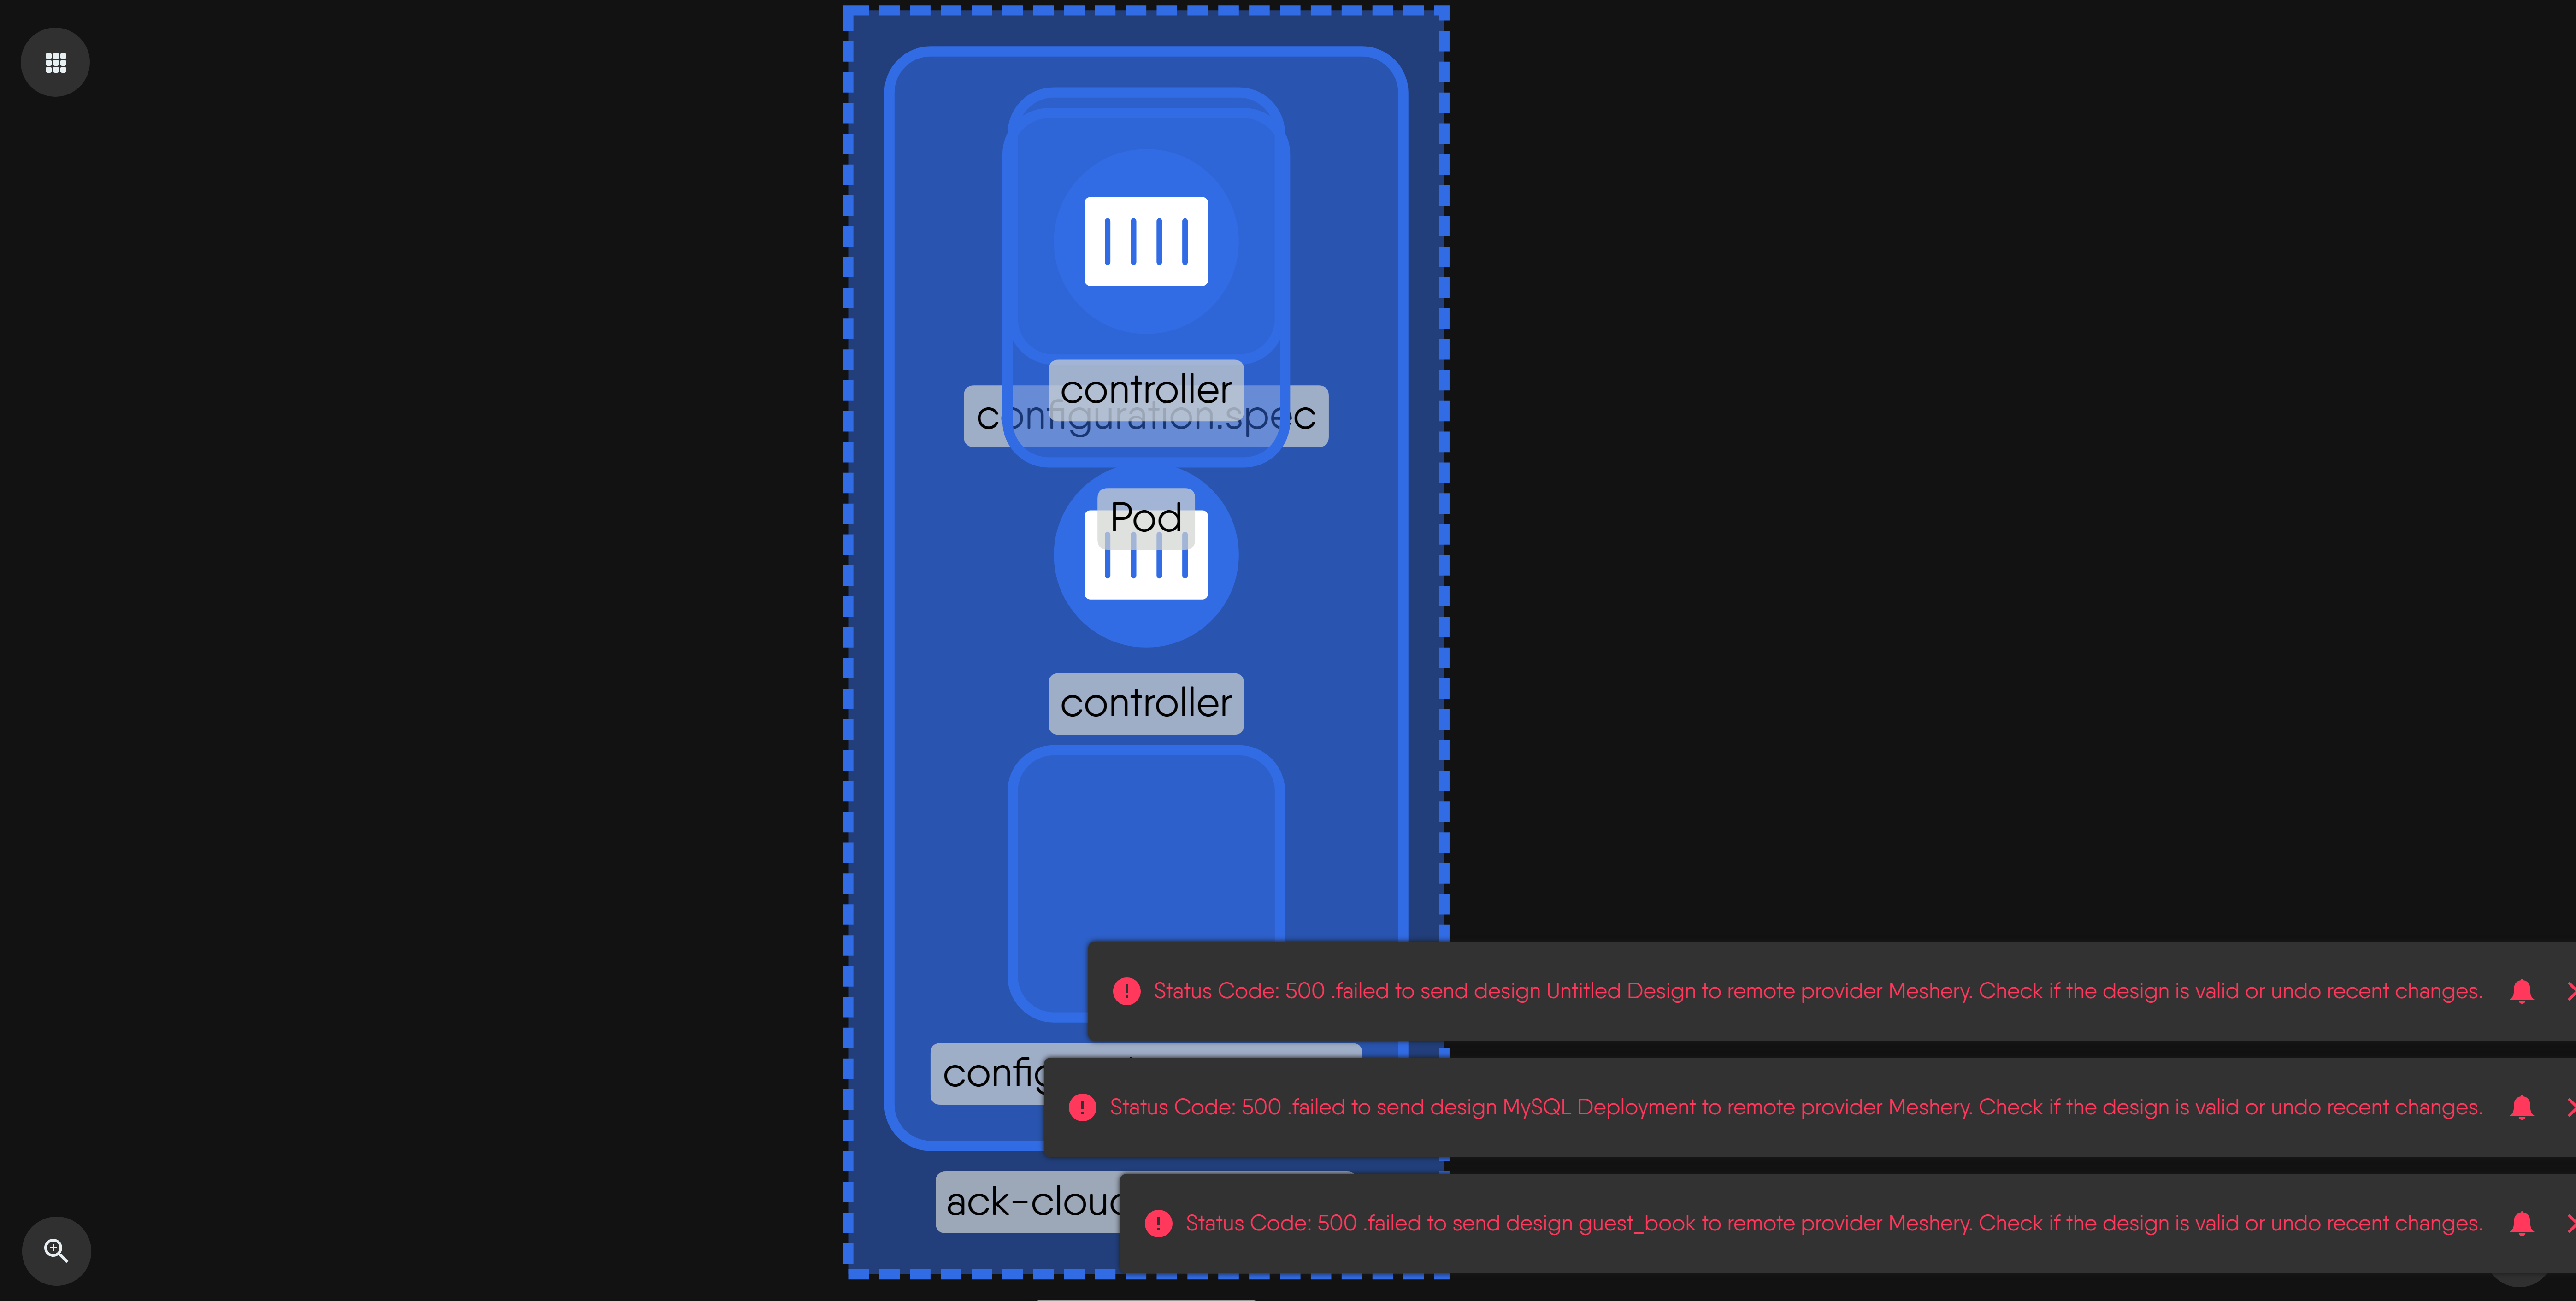 controller
configuration.spec
Pod
controller
Status Code: 500 .failed to send design Untitled Design to remote provider Meshery. Check if the design is valid or undo recent changes.
Status Code: 500 .failed to send design MySQL Deployment to remote provider Meshery. Check if the design is valid or undo recent changes.
ack-cloud
Status Code: 500 .failed to send design guest_book to remote provider Meshery. Check if the design is valid or undo recent changes.